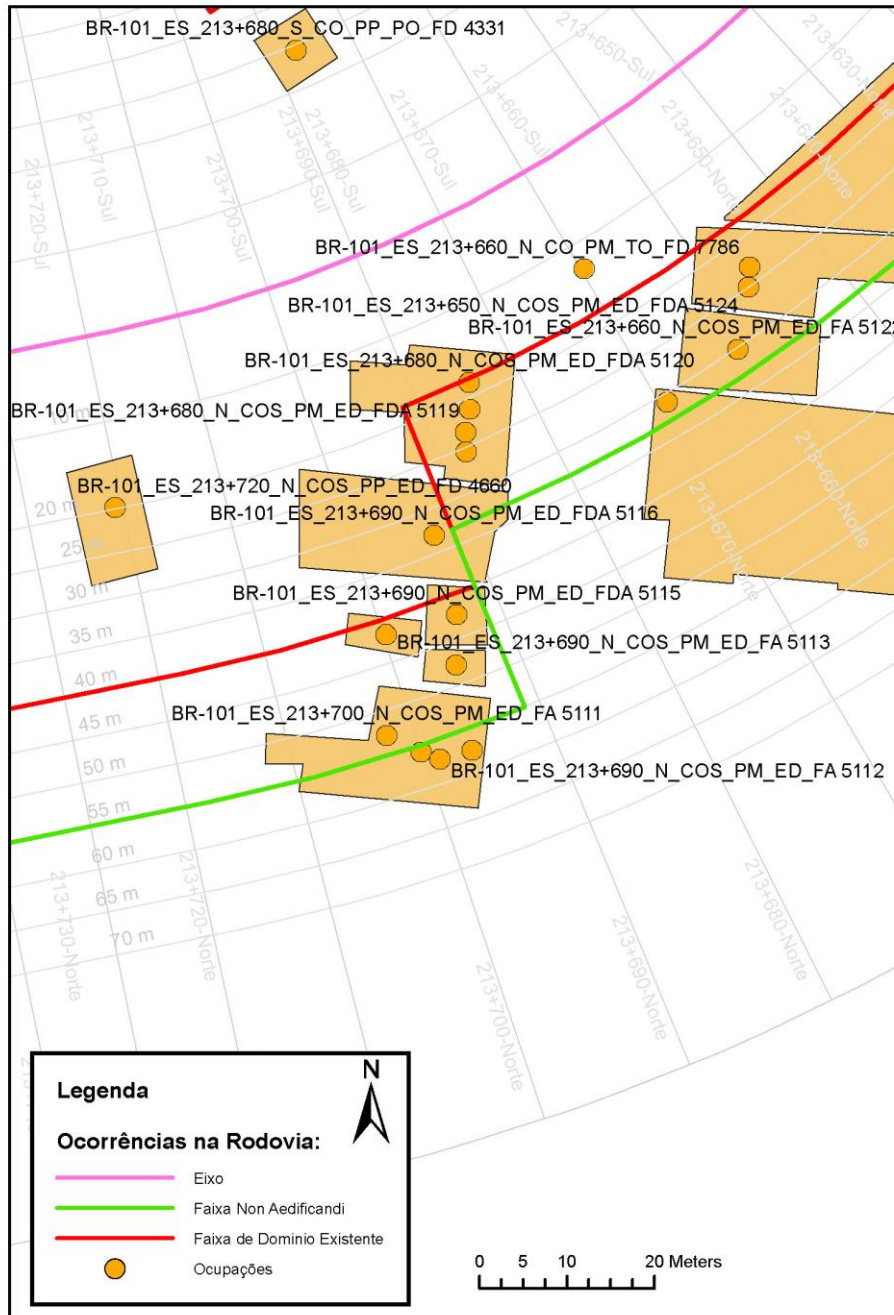 BR-101_ES_213+680_S_CO_PP_PO_FD 4331
213+720-Sul
213+710-Sul
213+700-Sul
213+690-Sul
213+680-Sul
213+670-Sul
213+660-Sul
213+650-Sul
213+630-Norte
213+640-Norte
213+650-Norte
BR-101_ES_213+660_N_CO_PM_TO_FD 7786
BR-101_ES_213+650_N_COS_PM_ED_FDA 5124
BR-101_ES_213+660_N_COS_PM_ED_FA 5122
BR-101_ES_213+680_N_COS_PM_ED_FDA 5120
10 m
BR-101_ES_213+680_N_COS_PM_ED_FDA 5119
BR-101_ES_213+720_N_COS_PP_ED_FD 4660
20 m
BR-101_ES_213+690_N_COS_PM_ED_FDA 5116
213+660-Norte
213+670-Norte
25 m
30 m
BR-101_ES_213+690_N_COS_PM_ED_FDA 5115
35 m
BR-101_ES_213+690_N_COS_PM_ED_FA 5113
40 m
BR-101_ES_213+700_N_COS_PM_ED_FA 5111
45 m
50 m
BR-101_ES_213+690_N_COS_PM_ED_FA 5112
55 m
60 m
65 m
70 m
213+730-Norte
213+720-Norte
213+700-Norte
213+690-Norte
213+680-Norte
Legenda
N
Ocorrências na Rodovia:
Eixo
Faixa Non Aedificandi
Faixa de Dominio Existente
Ocupações
0 5 10 20 Meters